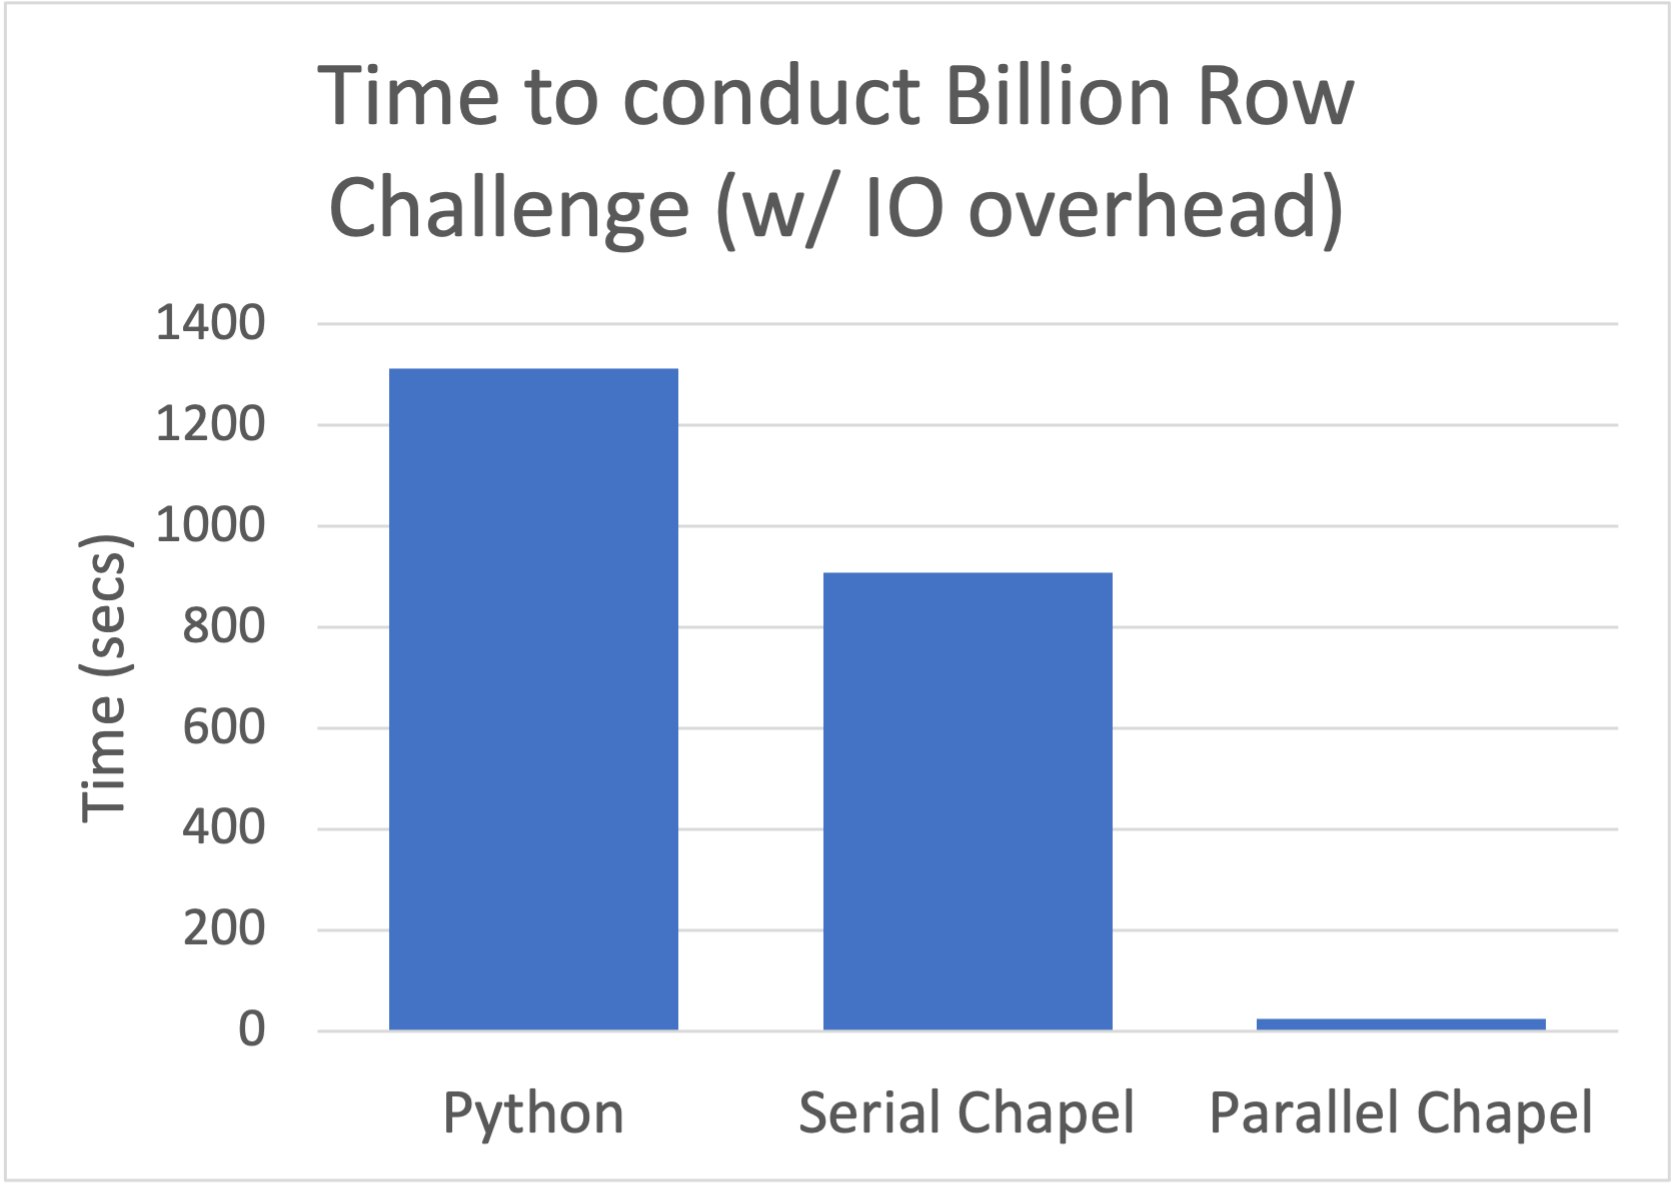 Time to conduct Billion Row
Challenge (w/ IO overhead)
1400
1200
1000
800
600
400
200
0
Time (secs)
Python
Serial Chapel
Parallel Chapel